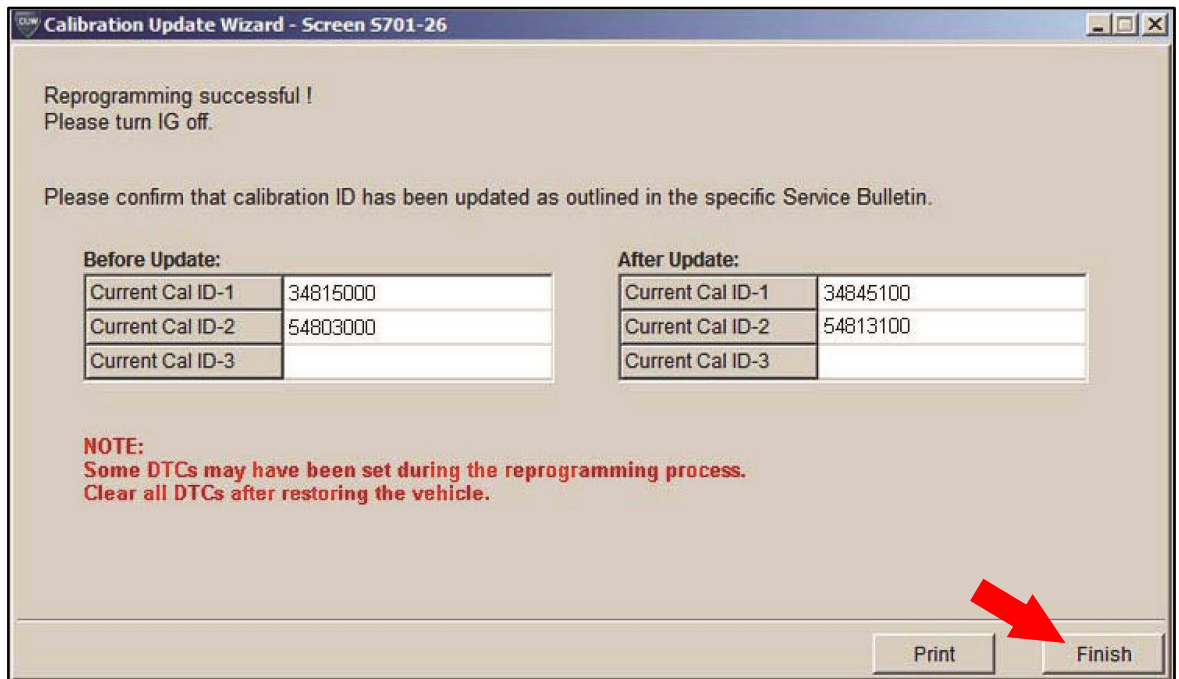 CUW Calibration Update Wizard - Screen S701-26
Reprogramming successful !
Please turn IG off.
Please confirm that calibration ID has been updated as outlined in the specific Service Bulletin.
Before Update:
Current Cal ID-1 34815000
Current Cal ID-2 54803000
Current Cal ID-3
After Update:
Current Cal ID-1 34845100
Current Cal ID-2 54813100
Current Cal ID-3
NOTE:
Some DTCs may have been set during the reprogramming process.
Clear all DTCs after restoring the vehicle.
Print Finish